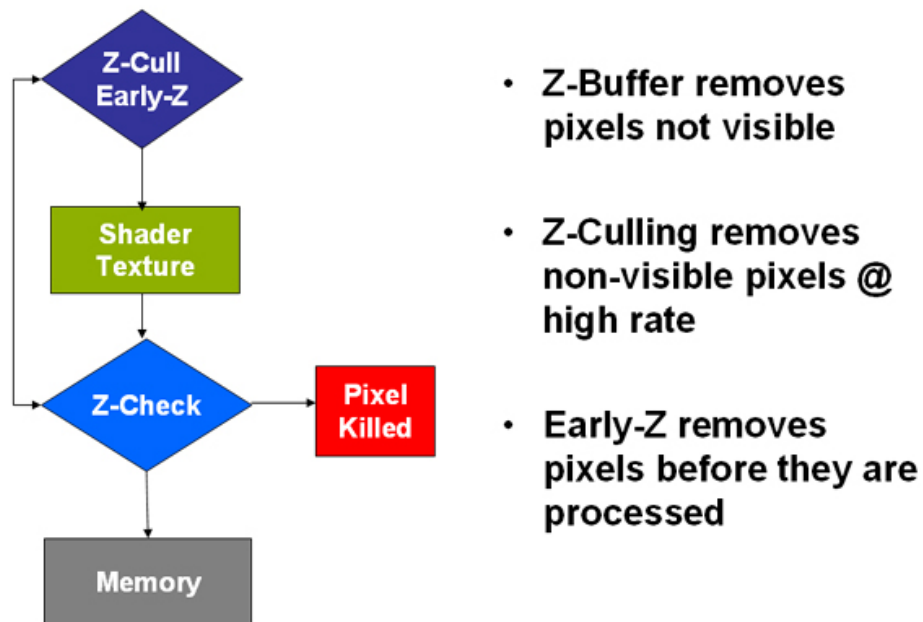 Z-Cull
Early-Z
Shader
Texture
Z-Check
Pixel
Killed
Memory
• Z-Buffer removes
pixels not visible
• Z-Culling removes
non-visible pixels @
high rate
• Early-Z removes
pixels before they are
processed